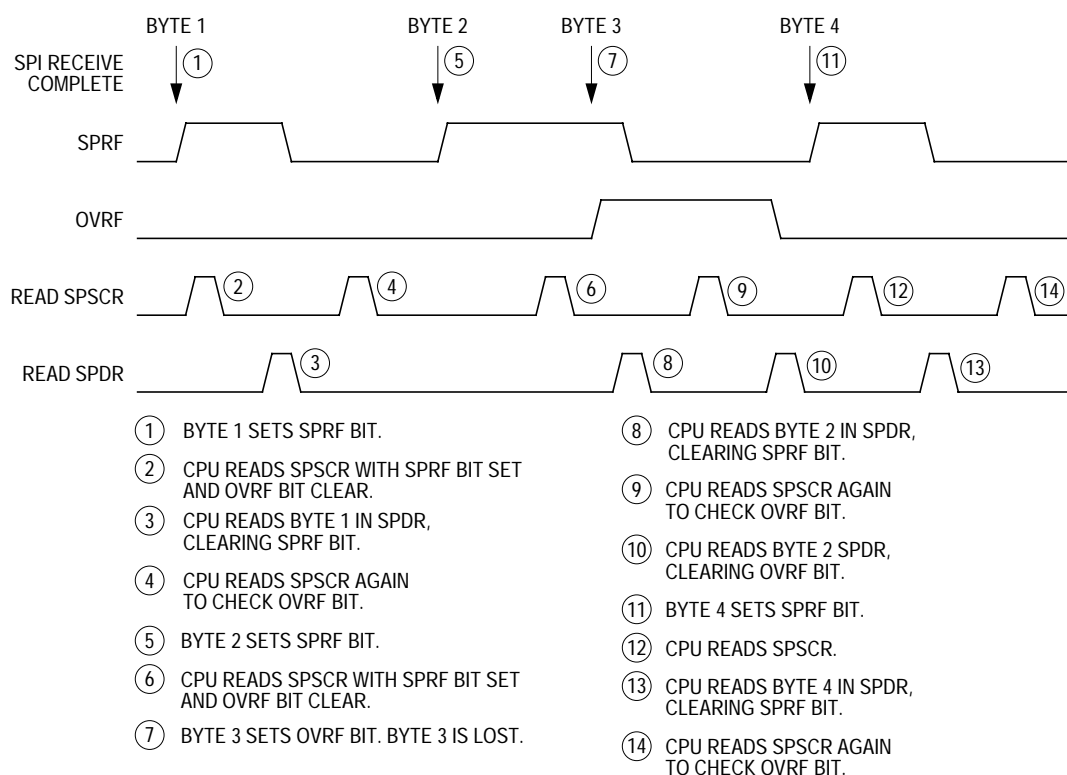 BYTE 1 BYTE 2 BYTE 3 BYTE 4
SPI RECEIVE
COMPLETE
1 5 7 11
SPRF
OVRF
READ SPSCR
2 4 6 9 12 14
READ SPDR
3 8 10 13
1 BYTE 1 SETS SPRF BIT.
2 CPU READS SPSCR WITH SPRF BIT SET
AND OVRF BIT CLEAR.
3 CPU READS BYTE 1 IN SPDR,
CLEARING SPRF BIT.
4 CPU READS SPSCR AGAIN
TO CHECK OVRF BIT.
5 BYTE 2 SETS SPRF BIT.
6 CPU READS SPSCR WITH SPRF BIT SET
AND OVRF BIT CLEAR.
7 BYTE 3 SETS OVRF BIT. BYTE 3 IS LOST.
8 CPU READS BYTE 2 IN SPDR,
CLEARING SPRF BIT.
9 CPU READS SPSCR AGAIN
TO CHECK OVRF BIT.
10 CPU READS BYTE 2 SPDR,
CLEARING OVRF BIT.
11 BYTE 4 SETS SPRF BIT.
12 CPU READS SPSCR.
13 CPU READS BYTE 4 IN SPDR,
CLEARING SPRF BIT.
14 CPU READS SPSCR AGAIN
TO CHECK OVRF BIT.